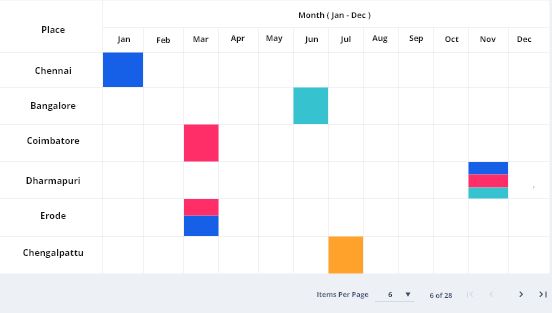 Place
Month ( Jan - Dec )
Jan Feb Mar Apr May Jun Jul Aug Sep Oct Nov Dec
Chennai
Bangalore
Coimbatore
Dharmapuri
Erode
Chengalpattu
Items Per Page 6 6 of 28